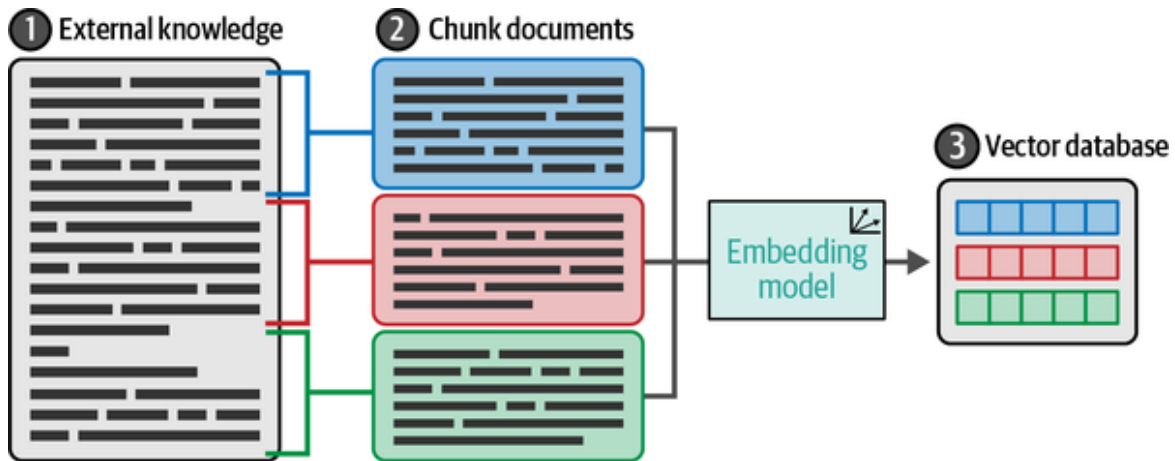 1 External knowledge
2 Chunk documents
3 Vector database
Embedding
model